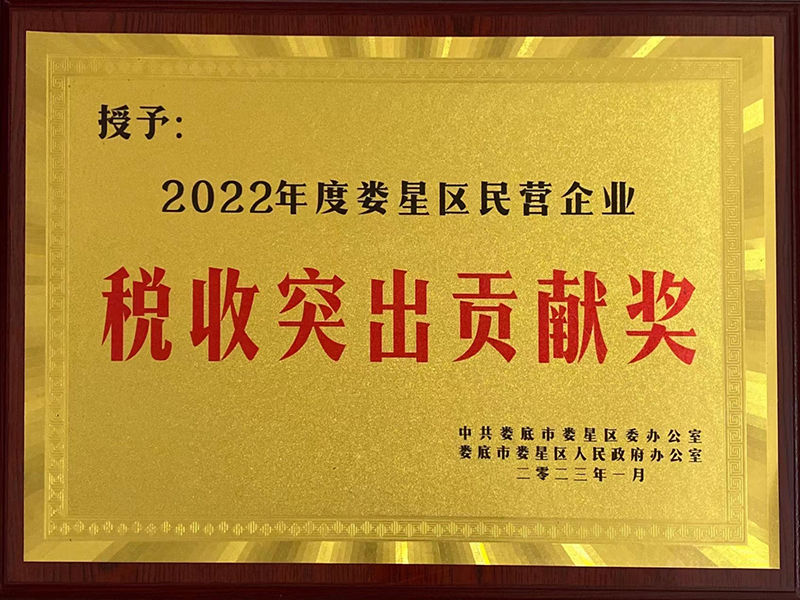 授予：
2022年度娄星区民营企业
税收突出贡献奖
中共娄底市娄星区委办公室
娄底市娄星区人民政府办公室
二零二三年一月